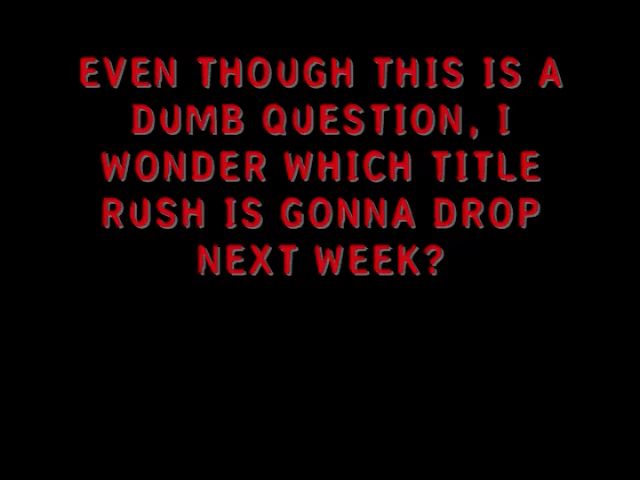 EVEN THOUGH THIS IS A
DUMB QUESTION, I
WONDER WHICH TITLE
RUSH IS GONNA DROP
NEXT WEEK?